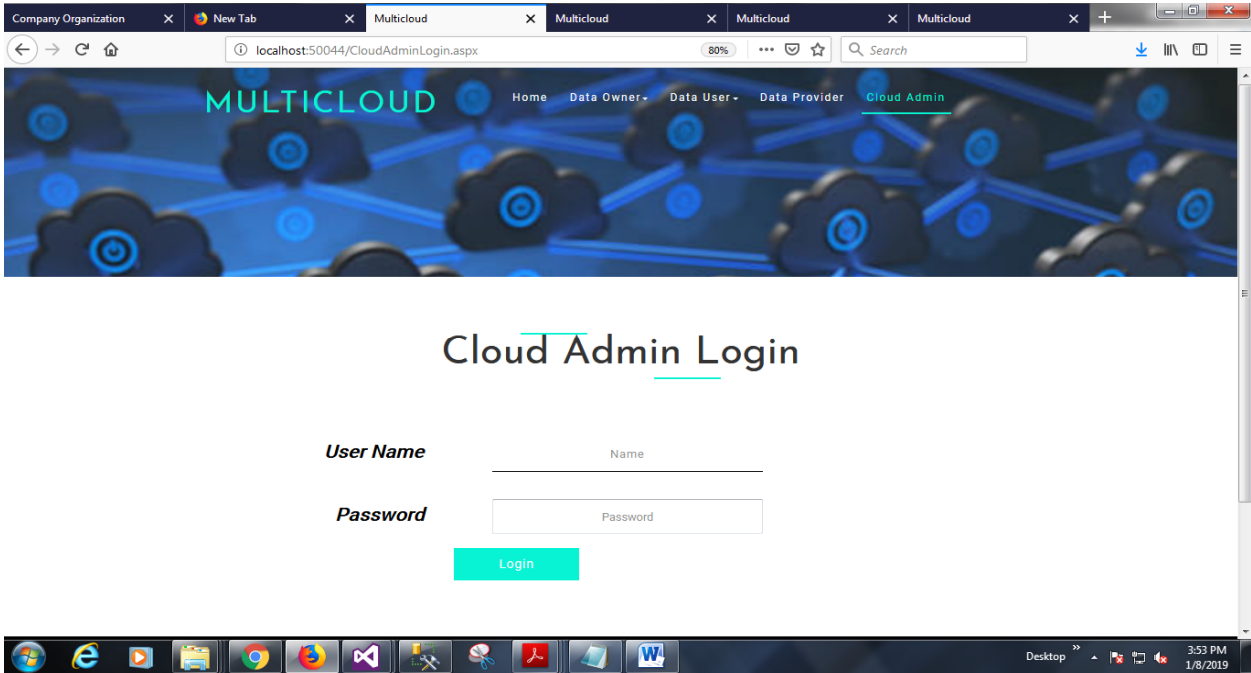 Company Organization New Tab Multicloud Multicloud Multicloud Multicloud
localhost:50044/CloudAdminLogin.aspx 80% Search
MULTICLOUD Home Data Owner Data User Data Provider Cloud Admin
Cloud Admin Login
User Name Name
Password Password
Login
Desktop 3:53 PM
1/8/2019